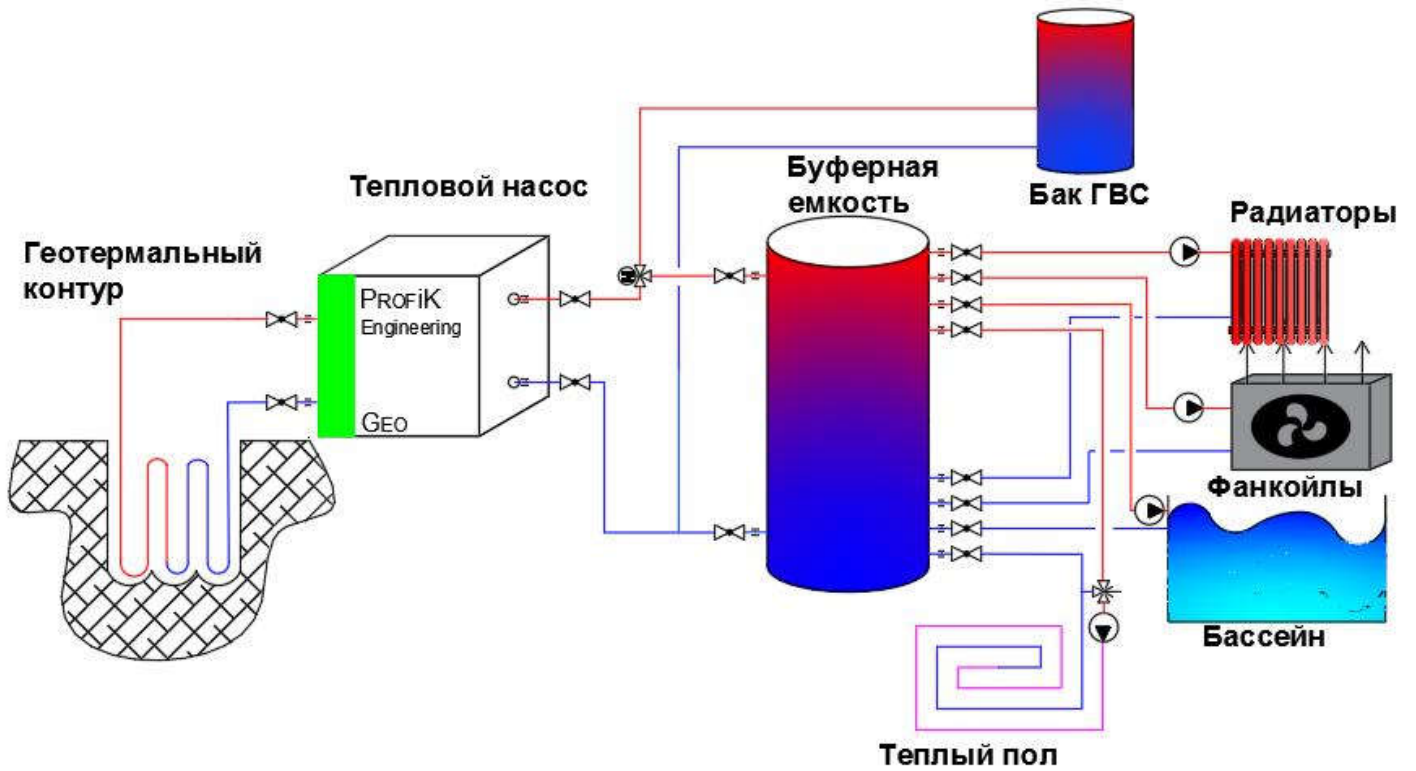 Бак ГВС
Буферная
емкость
Тепловой насос
Радиаторы
Геотермальный
контур
PROFiK
Engineering
GEO
M
Фанкойлы
Бассейн
Теплый пол